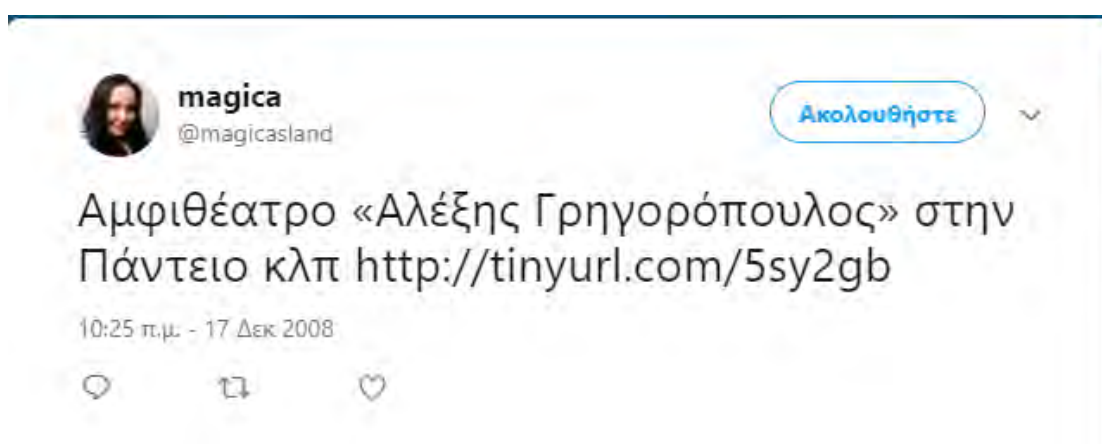 magica
@magicasland
Ακολουθήστε
Αμφιθέατρο «Αλέξης Γρηγορόπουλος» στην
Πάντειο κλπ http://tinyurl.com/5sy2gb
10:25 π.μ. - 17 Δεκ 2008